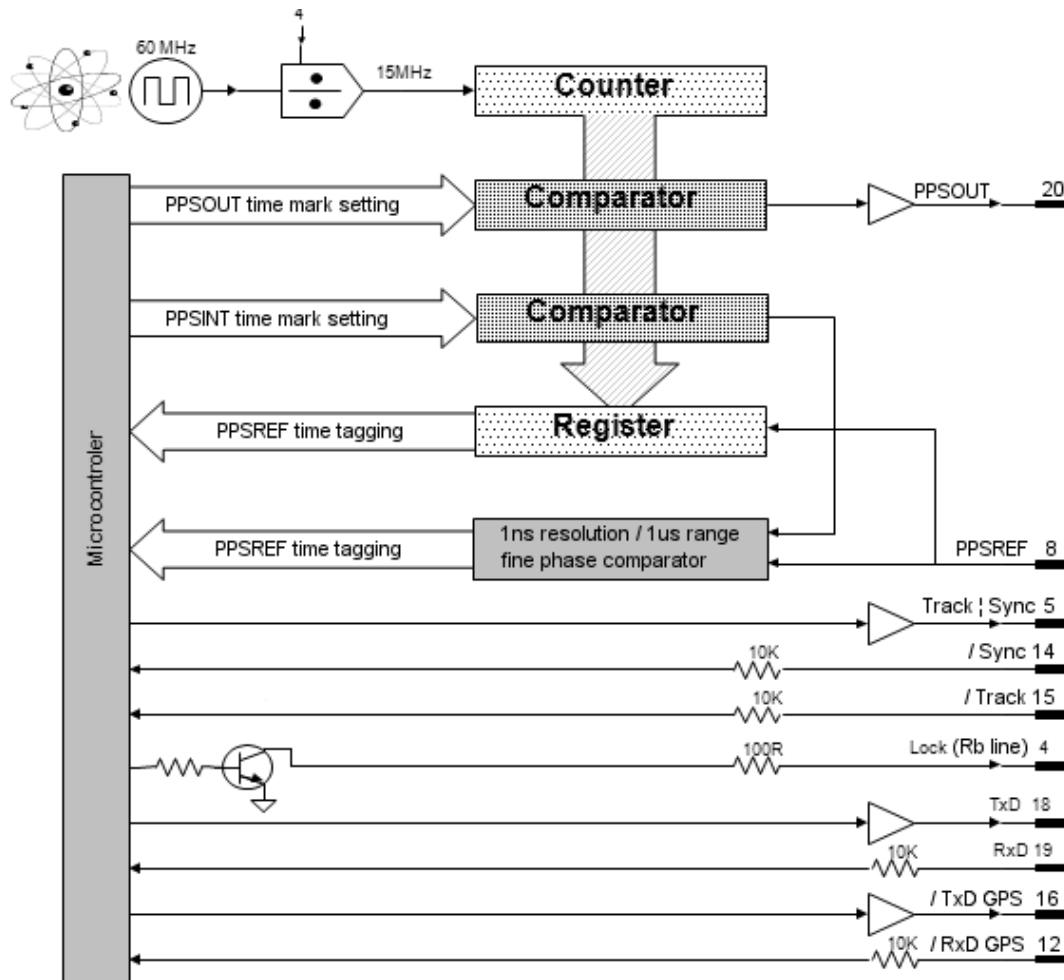 4
60 MHz
15MHz
Counter
PPSOUT time mark setting
Comparator
PPSOUT
20
PPSINT time mark setting
Comparator
PPSREF time tagging
Register
Microcontroler
PPSREF time tagging
1ns resolution / 1us range
fine phase comparator
PPSREF 8
Track ¦ Sync 5
10K
/ Sync 14
10K
/ Track 15
100R
Lock (Rb line) 4
TxD 18
10K
RxD 19
/ TxD GPS 16
10K
/ RxD GPS 12